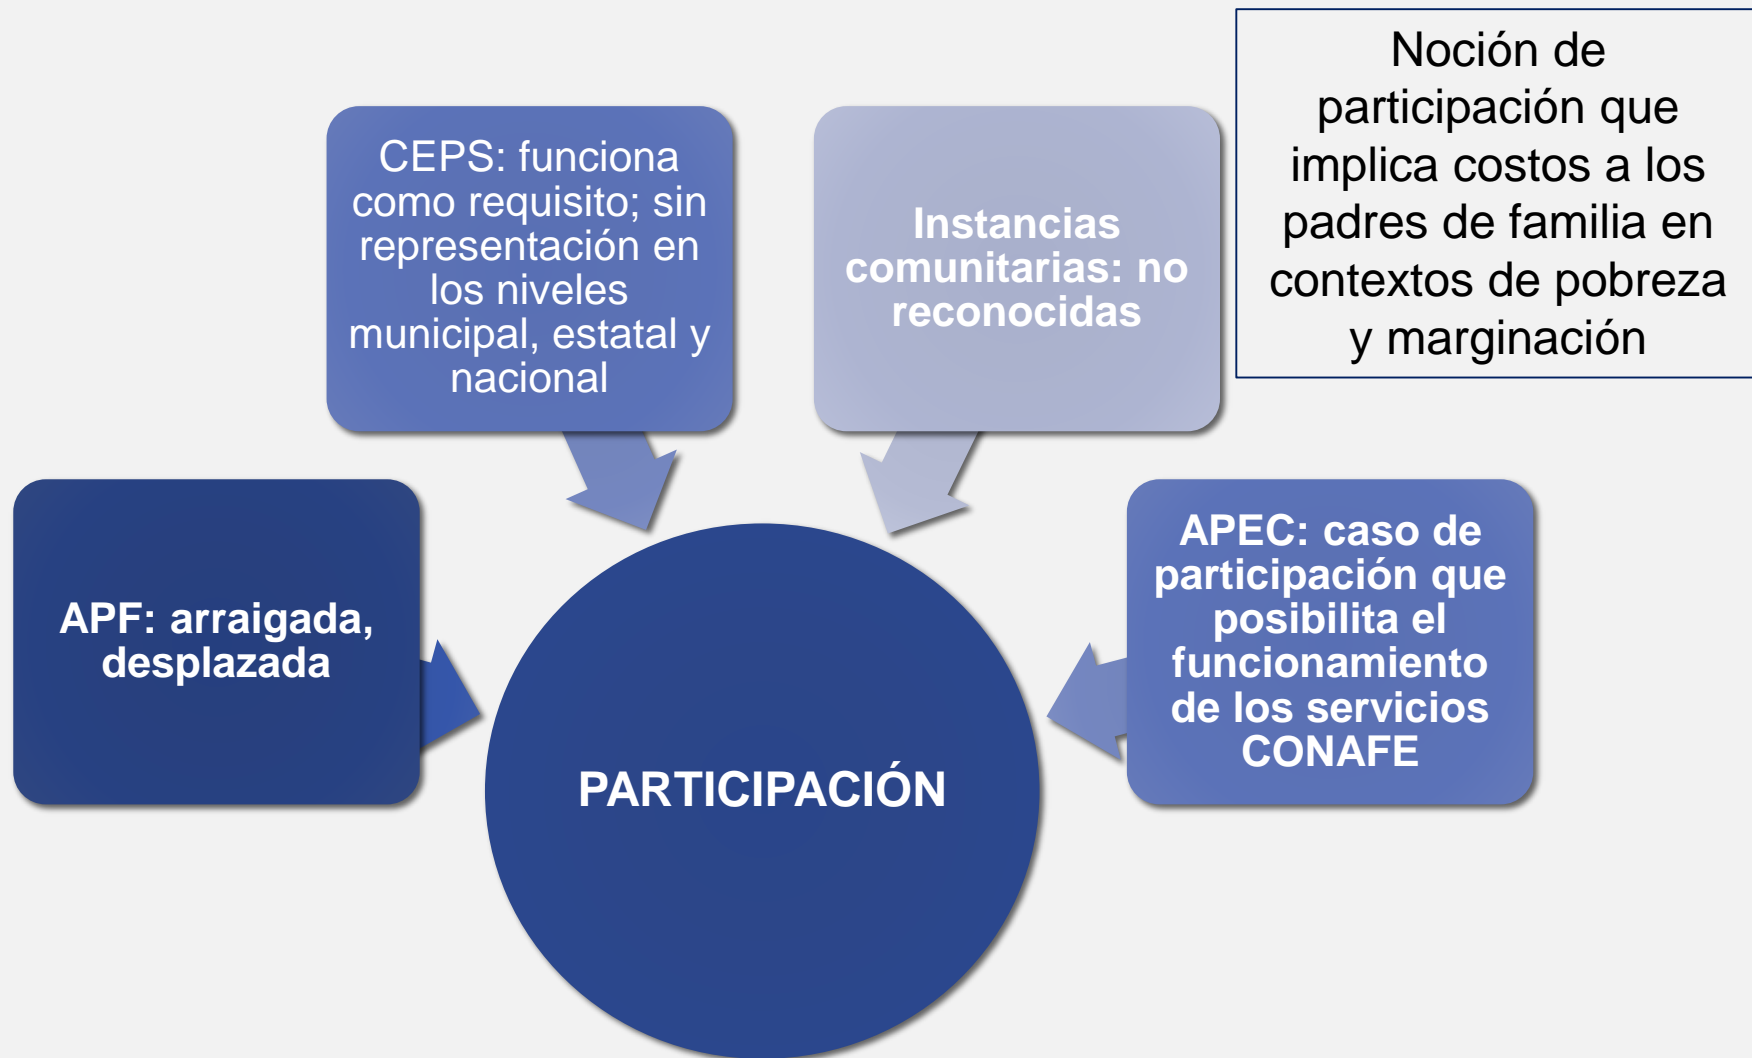 Noción de
participación que
implica costos a los
padres de familia en
contextos de pobreza
y marginación
CEPS: funciona
como requisito; sin
representación en
los niveles
municipal, estatal y
nacional
Instancias
comunitarias: no
reconocidas
APF: arraigada,
desplazada
APEC: caso de
participación que
posibilita el
funcionamiento
de los servicios
CONAFE
PARTICIPACIÓN